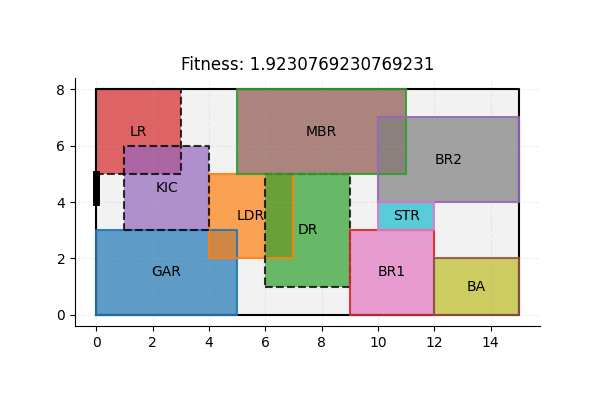 Fitness: 1.9230769230769231
8
LR
MBR
6
BR2
KIC
4
LDR
STR
DR
2
GAR
BR1
BA
0
0 2 4 6 8 10 12 14